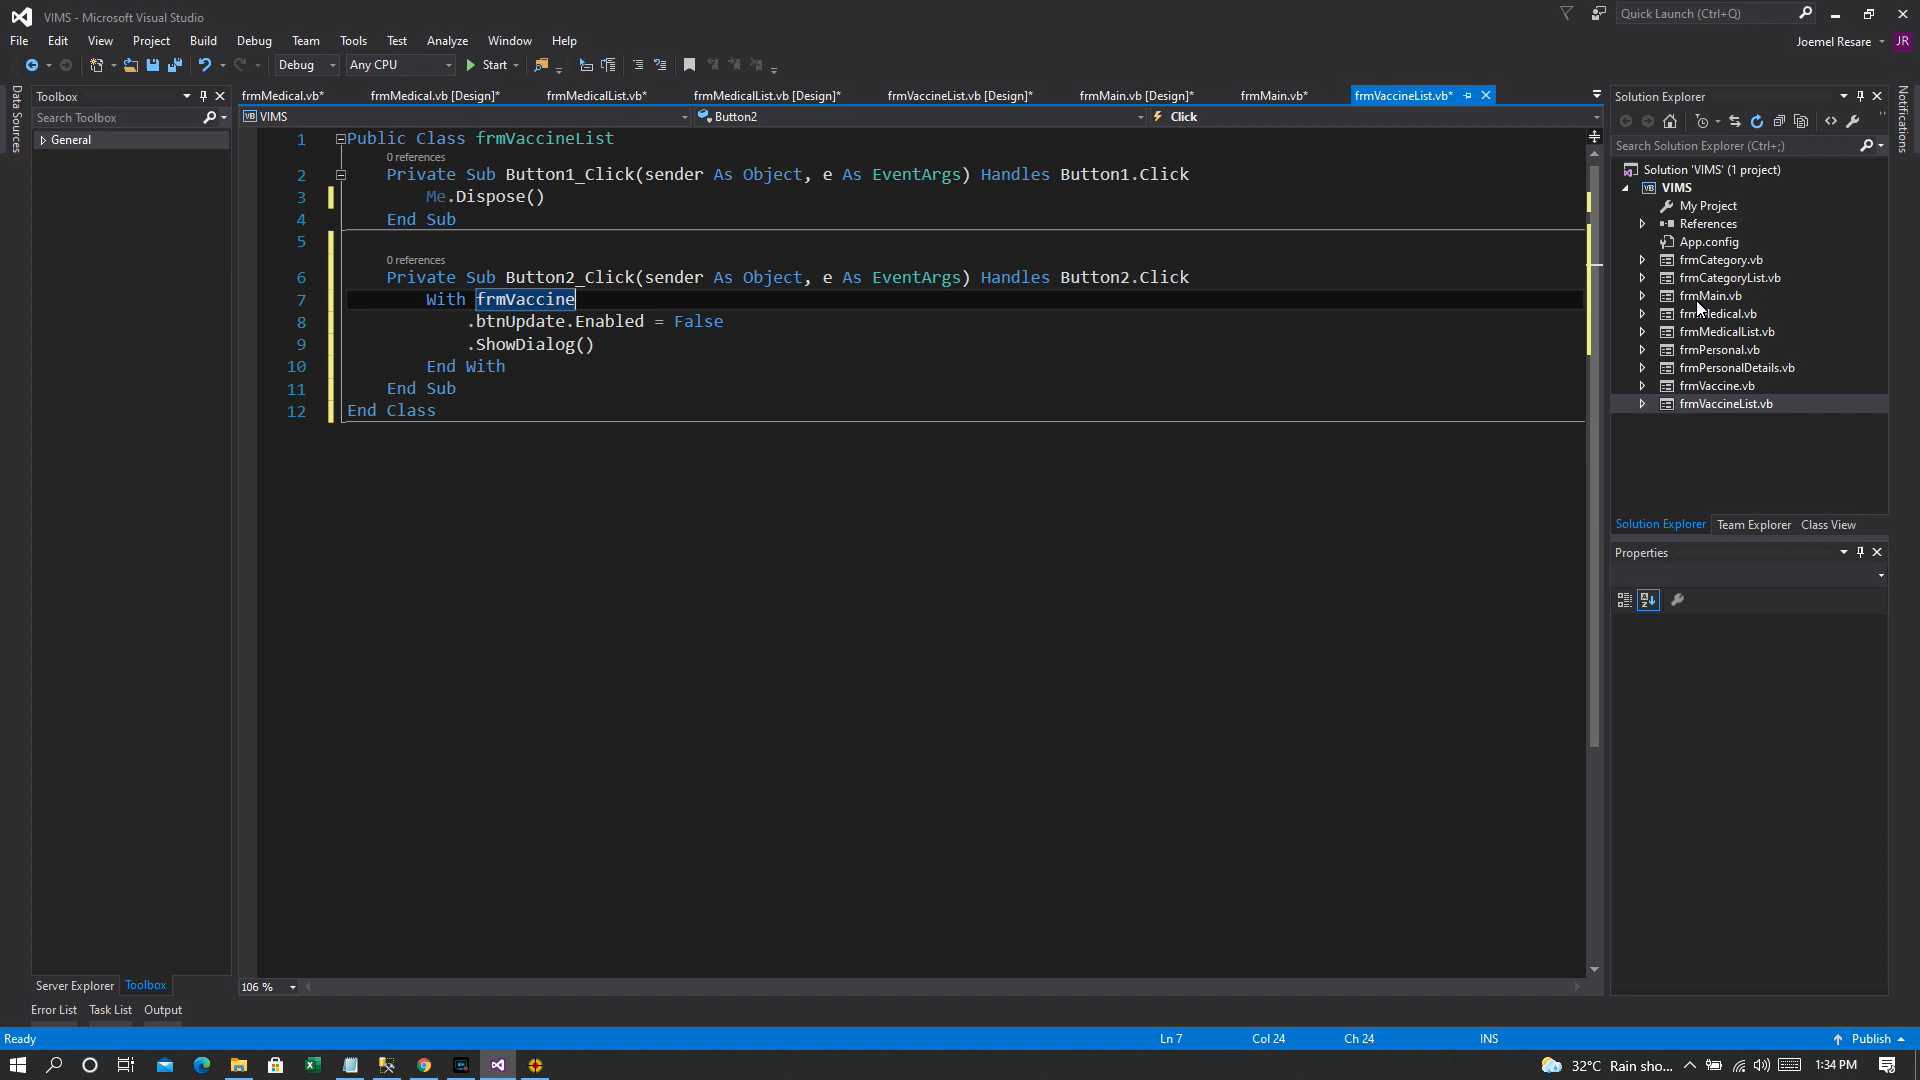 VIMS - Microsoft Visual Studio
Quick Launch (Ctrl+Q)
File Edit View Project Build Debug Team Tools Test Analyze Window Help
Joemel Resare JR
Debug Any CPU Start
Data Sources
Toolbox
Search Toolbox
General
frmMedical.vb* frmMedical.vb [Design]* frmMedicalList.vb* frmMedicalList.vb [Design]* frmVaccineList.vb [Design]* frmMain.vb [Design]* frmMain.vb* frmVaccineList.vb*
VIMS Button2 Click
1 Public Class frmVaccineList
0 references
2 Private Sub Button1_Click(sender As Object, e As EventArgs) Handles Button1.Click
3 Me.Dispose()
4 End Sub
5
0 references
6 Private Sub Button2_Click(sender As Object, e As EventArgs) Handles Button2.Click
7 With frmVaccine
8 .btnUpdate.Enabled = False
9 .ShowDialog()
10 End With
11 End Sub
12 End Class
106 %
Solution Explorer
Search Solution Explorer (Ctrl+;)
Solution 'VIMS' (1 project)
VB VIMS
My Project
References
App.config
frmCategory.vb
frmCategoryList.vb
frmMain.vb
frmMedical.vb
frmMedicalList.vb
frmPersonal.vb
frmPersonalDetails.vb
frmVaccine.vb
frmVaccineList.vb
Solution Explorer Team Explorer Class View
Properties
Notifications
Server Explorer Toolbox
Error List Task List Output
Ready Ln 7 Col 24 Ch 24 INS Publish
32°C Rain sho... 1:34 PM